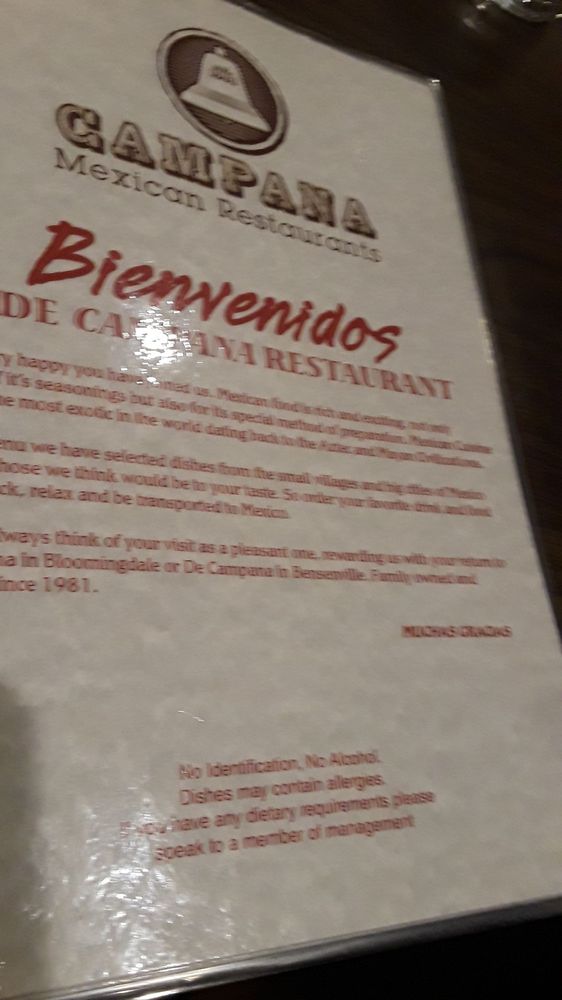 CAMPANA
Mexican Restaurants
Bienvenidos
DE CAMPANA RESTAURANT
happy you have us. Mexican food is rich and exciting, not only
it's seasonings but also for its special method of preparation. Mexican Cuisine
most exotic in the world dating back to the Aztec and Mayan Civilizations.
we have selected dishes from the small villages and big cities of Mexico
we think would be to your taste. So order your favorite drink and
relax and be transported to Mexico.
think of your visit as a pleasant one, rewarding us with your return to
in Bloomingdale or De Campana in Bensenville. Family owned and
1981.
MUCHAS GRACIAS
No Identification, No Alcohol.
Dishes may contain allergies.
If you have any dietary requirements please
speak to a member of management